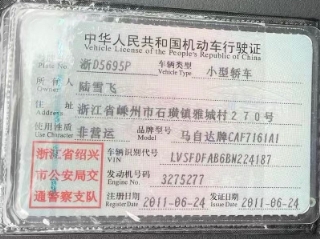 中华人民共和国机动车行驶证
Vehicle License of the People's Republic of China
浙D5695P 车辆类型 小型轿车
Plate No. Vehicle Type
所有人 陆雪飞
Owner
住址 浙江省嵊州市石璜镇雅城村270号
Address
使用性质 非营运 品牌型号 马自达牌CAF7161A1
Use Character Model
浙江省绍兴 车辆识别代号 LVSFDFAB6BN224187
VIN
市公安局交 发动机号码 3275277
Engine No.
通警察支队 注册日期 2011-06-24 发证日期 2011-06-24
Register Date Issue Date